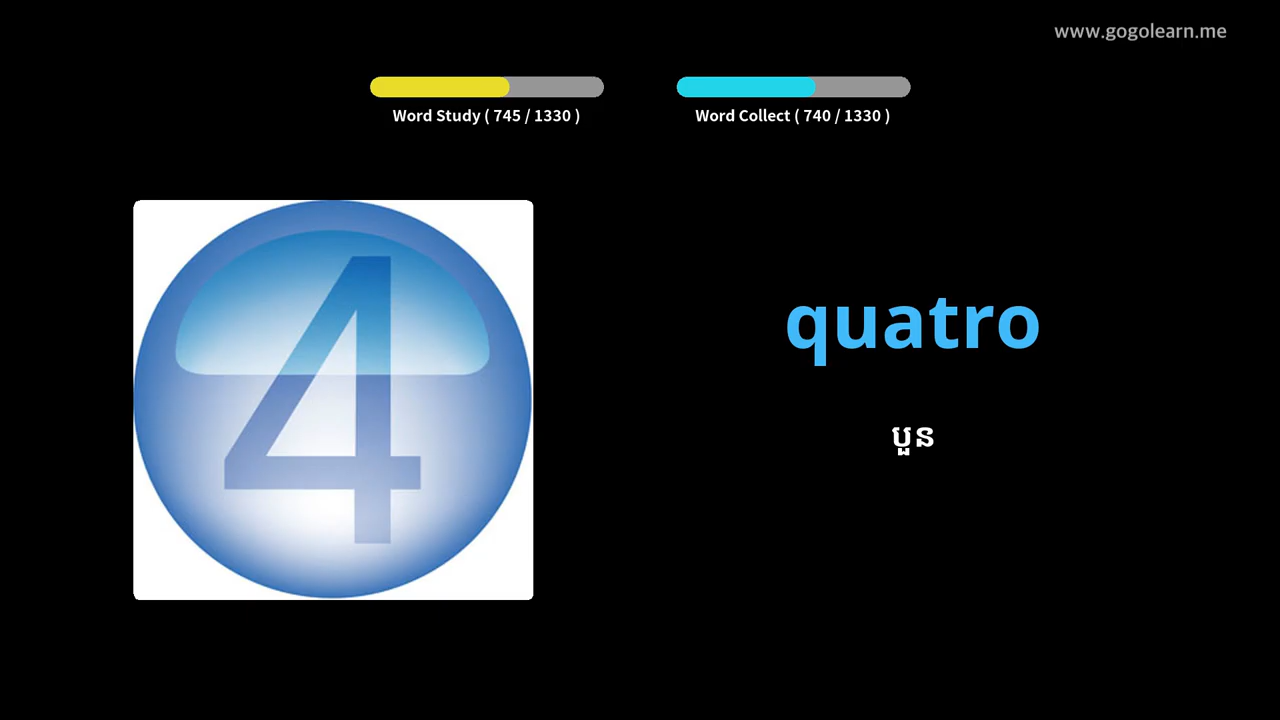 www.gogolearn.me
Word Study ( 745 / 1330 )
Word Collect ( 740 / 1330 )
4
quatro
បួន